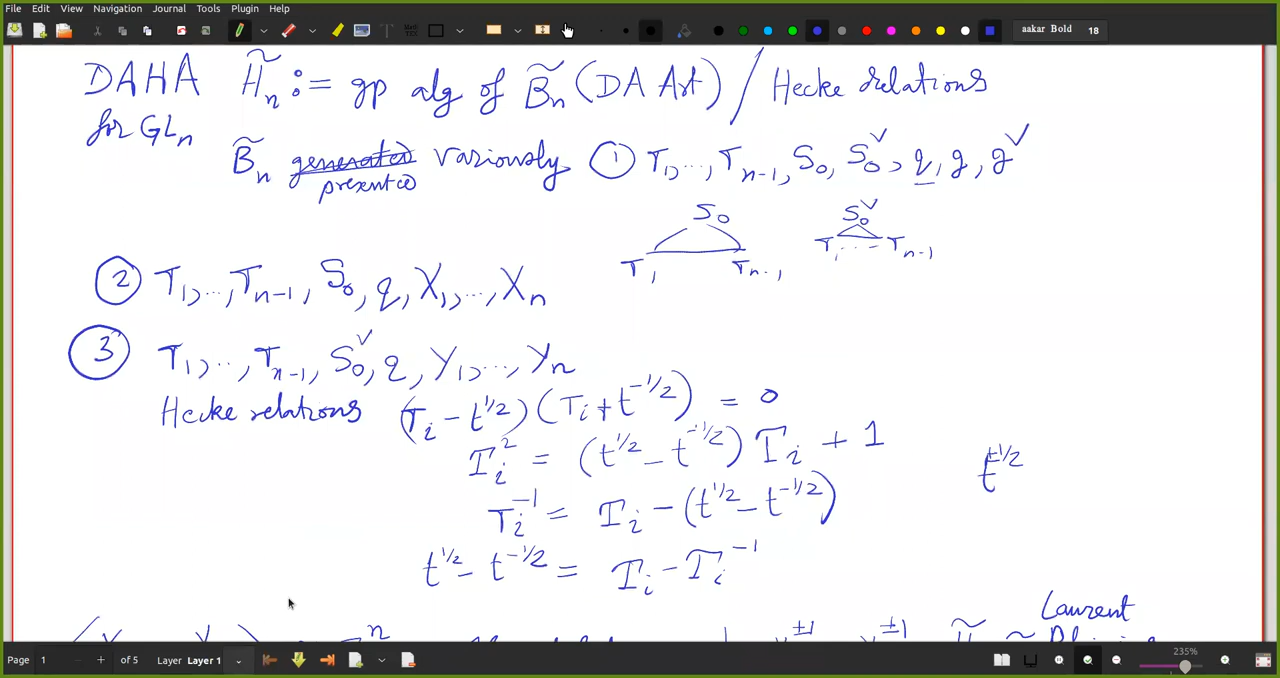 File Edit View Navigation Journal Tools Plugin Help
aakar Bold 18
DAHA H̃ₙ := gp alg of B̃ₙ (DA Art) / Hecke relations
for GLₙ
B̃ₙ variously ① T₁, ..., Tₙ₋₁, S₀, S₀^∨, q, g, g^∨
presented
S₀ S₀^∨
T₁ Tₙ₋₁ T₁ ... Tₙ₋₁
② T₁, ..., Tₙ₋₁, S₀, q, X₁, ..., Xₙ
③ T₁, ..., Tₙ₋₁, S₀^∨, q, Y₁, ..., Yₙ
Hecke relations (Tᵢ - t^{1/2})(Tᵢ + t^{-1/2}) = 0
Tᵢ² = (t^{1/2} - t^{-1/2}) Tᵢ + 1
t^{1/2}
Tᵢ⁻¹ = Tᵢ - (t^{1/2} - t^{-1/2})
t^{1/2} - t^{-1/2} = Tᵢ - Tᵢ⁻¹
Laurent
Page 1 of 5 Layer Layer 1 235%